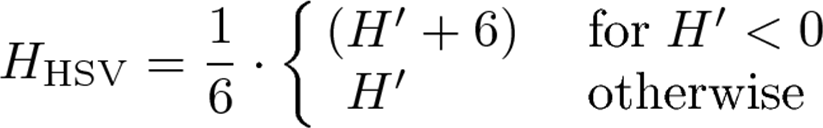 H_HSV = 1/6 · { (H′ + 6) for H′ < 0
H′ otherwise